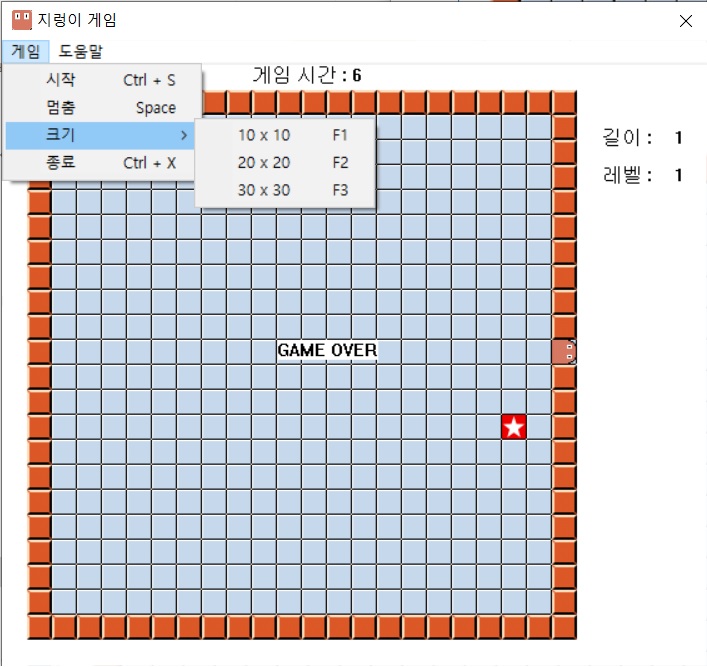 지렁이 게임
게임 도움말
게임 시간 : 6
시작 Ctrl + S
멈춤 Space
크기 >
종료 Ctrl + X
10 x 10 F1
20 x 20 F2
30 x 30 F3
길이 : 1
레벨 : 1
GAME OVER